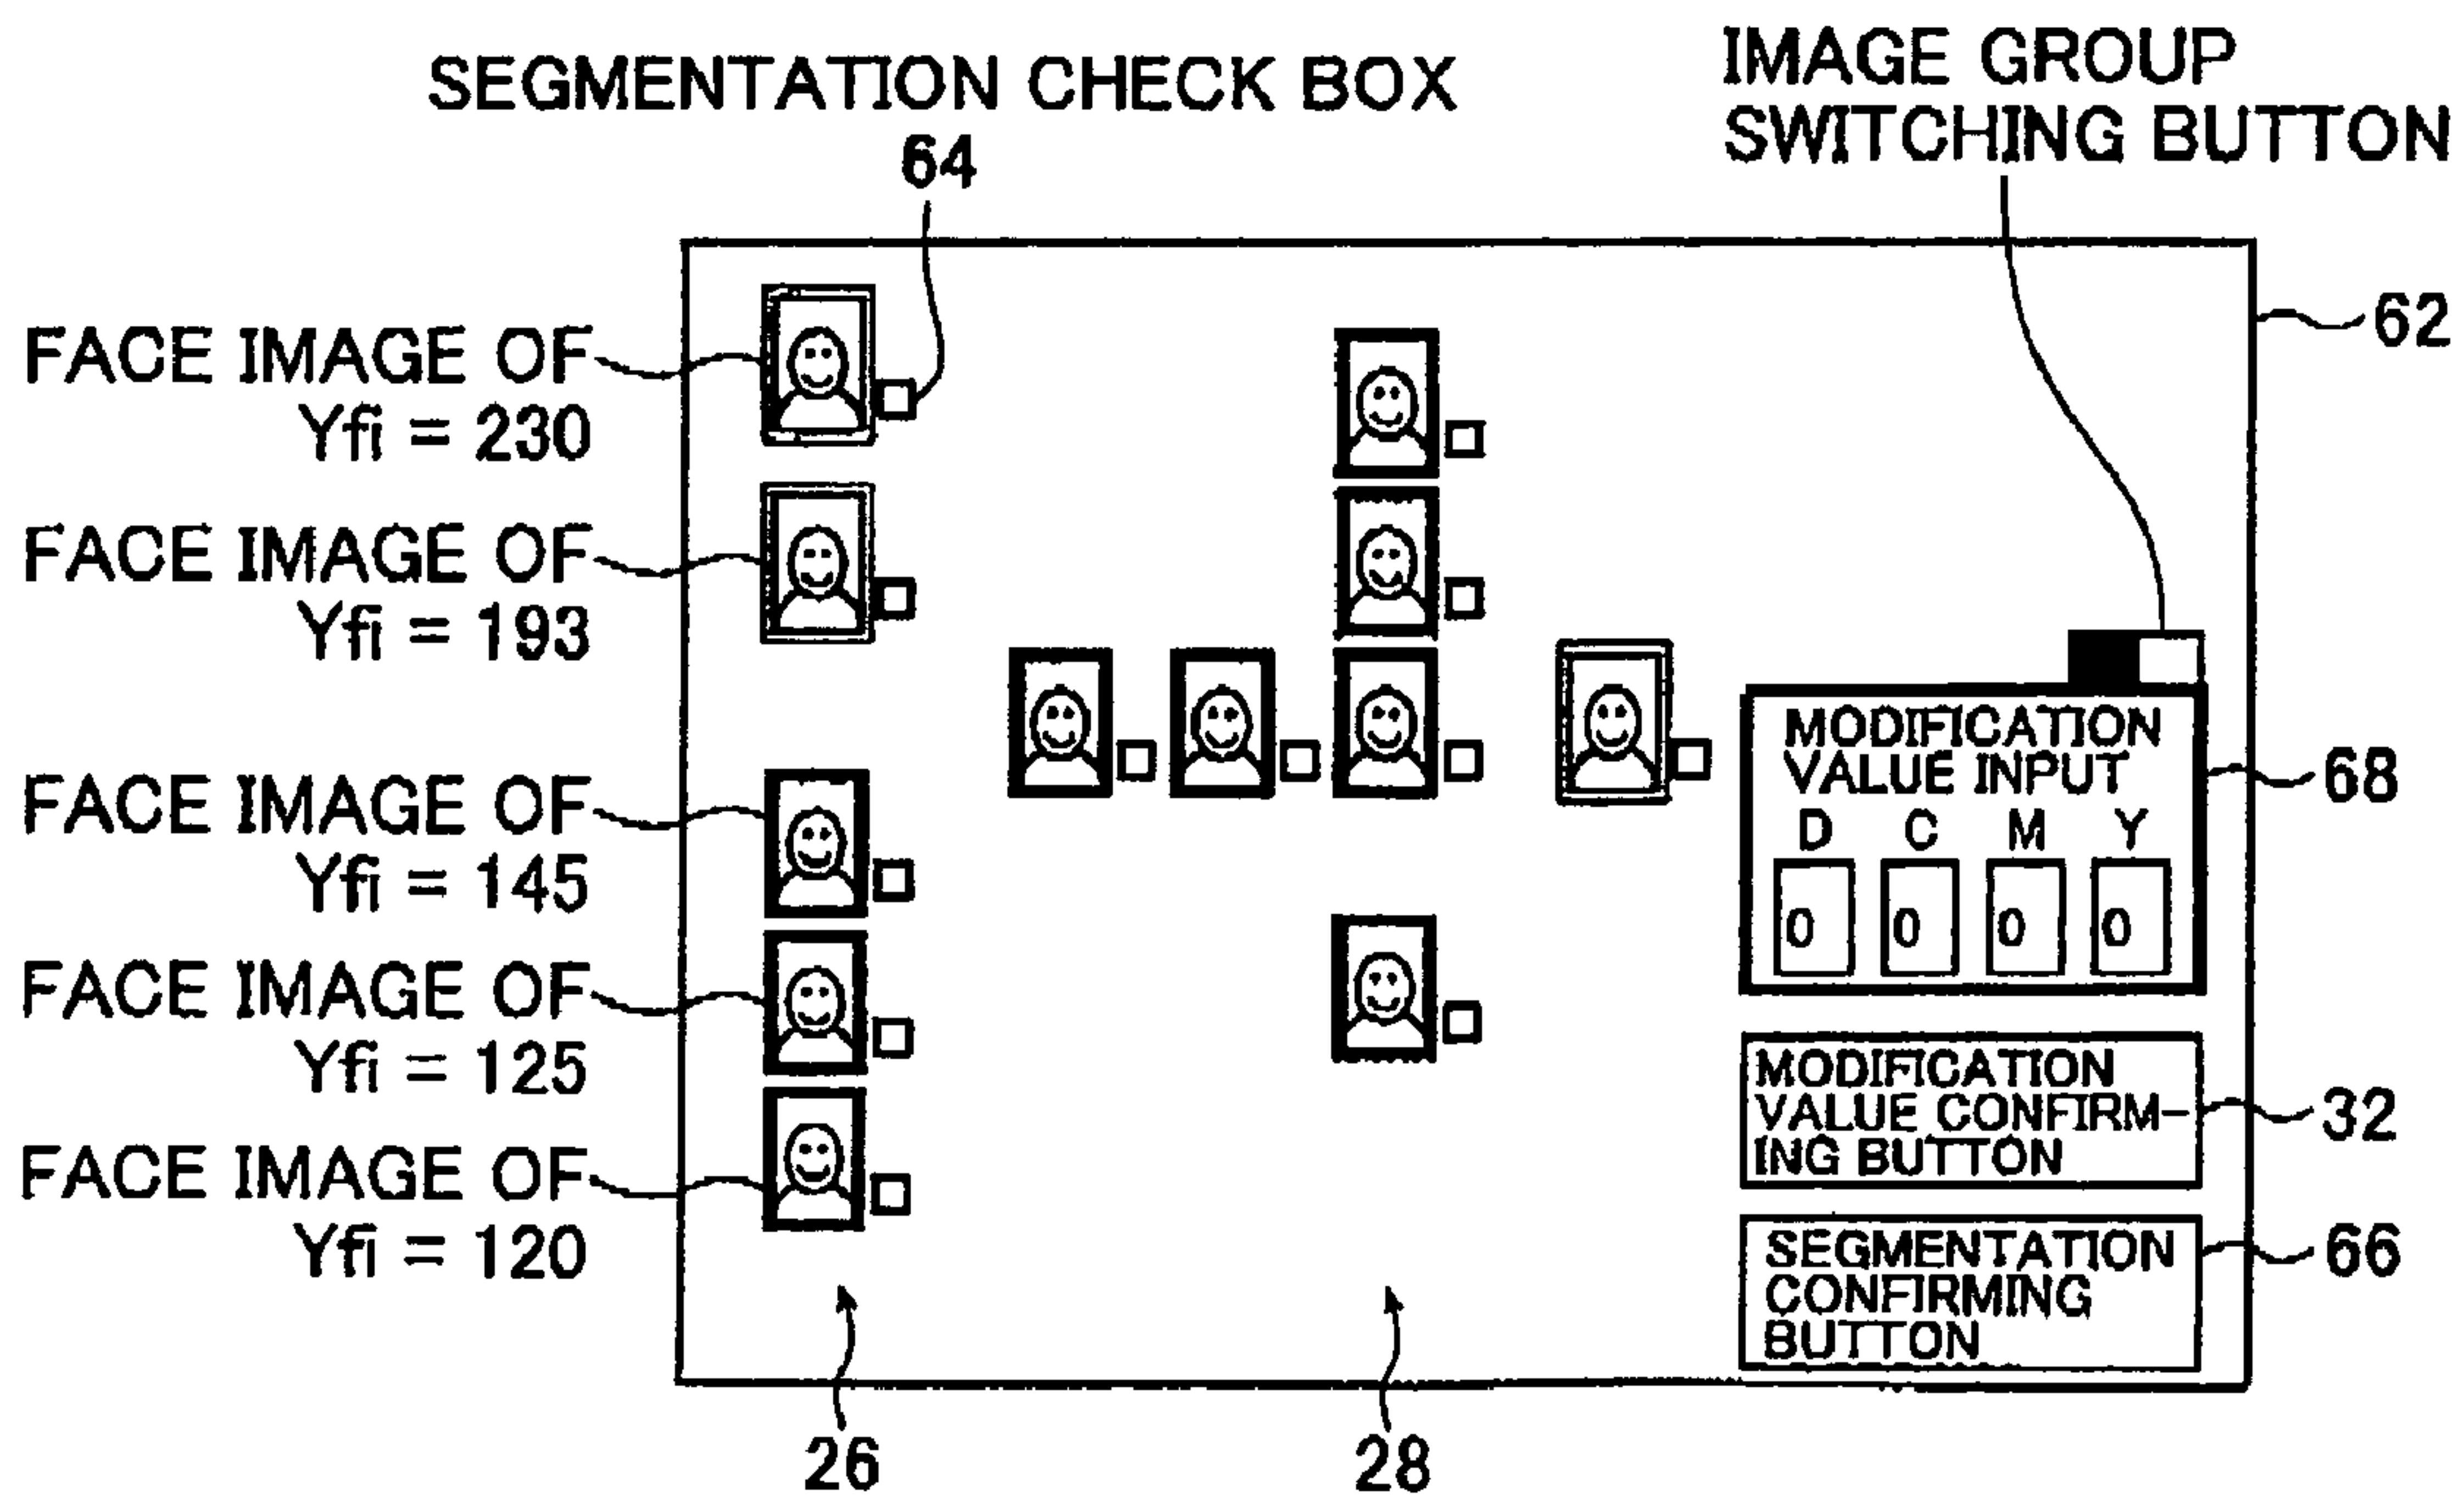 SEGMENTATION CHECK BOX
64
IMAGE GROUP
SWITCHING BUTTON
62
FACE IMAGE OF
Yfi = 230
FACE IMAGE OF
Yfi = 193
FACE IMAGE OF
Yfi = 145
FACE IMAGE OF
Yfi = 125
FACE IMAGE OF
Yfi = 120
MODIFICATION
VALUE INPUT
D C M Y
0 0 0 0
68
MODIFICATION
VALUE CONFIRM-
ING BUTTON
32
SEGMENTATION
CONFIRMING
BUTTON
66
26
28